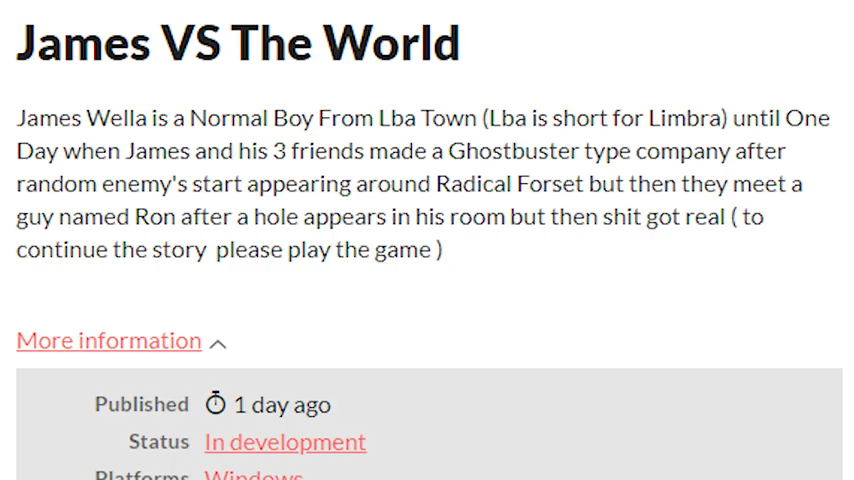 James VS The World
James Wella is a Normal Boy From Lba Town (Lba is short for Limbra) until One
Day when James and his 3 friends made a Ghostbuster type company after
random enemy's start appearing around Radical Forset but then they meet a
guy named Ron after a hole appears in his room but then shit got real ( to
continue the story  please play the game )
More information
Published 1 day ago
Status In development
Platforms Windows